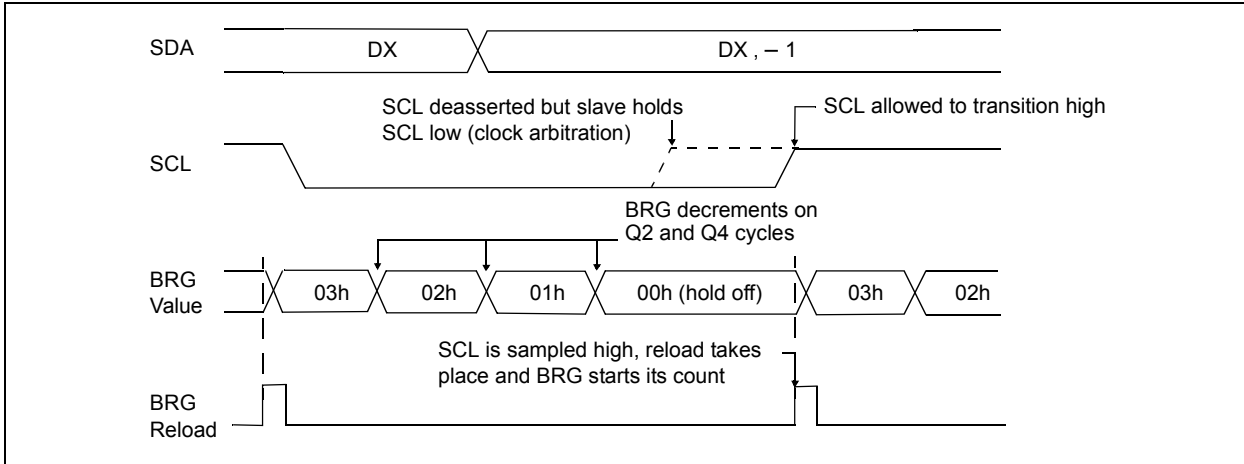 SDA
DX
DX , – 1
SCL deasserted but slave holds
SCL low (clock arbitration)
SCL allowed to transition high
SCL
BRG decrements on
Q2 and Q4 cycles
BRG
Value
03h
02h
01h
00h (hold off)
03h
02h
SCL is sampled high, reload takes
place and BRG starts its count
BRG
Reload